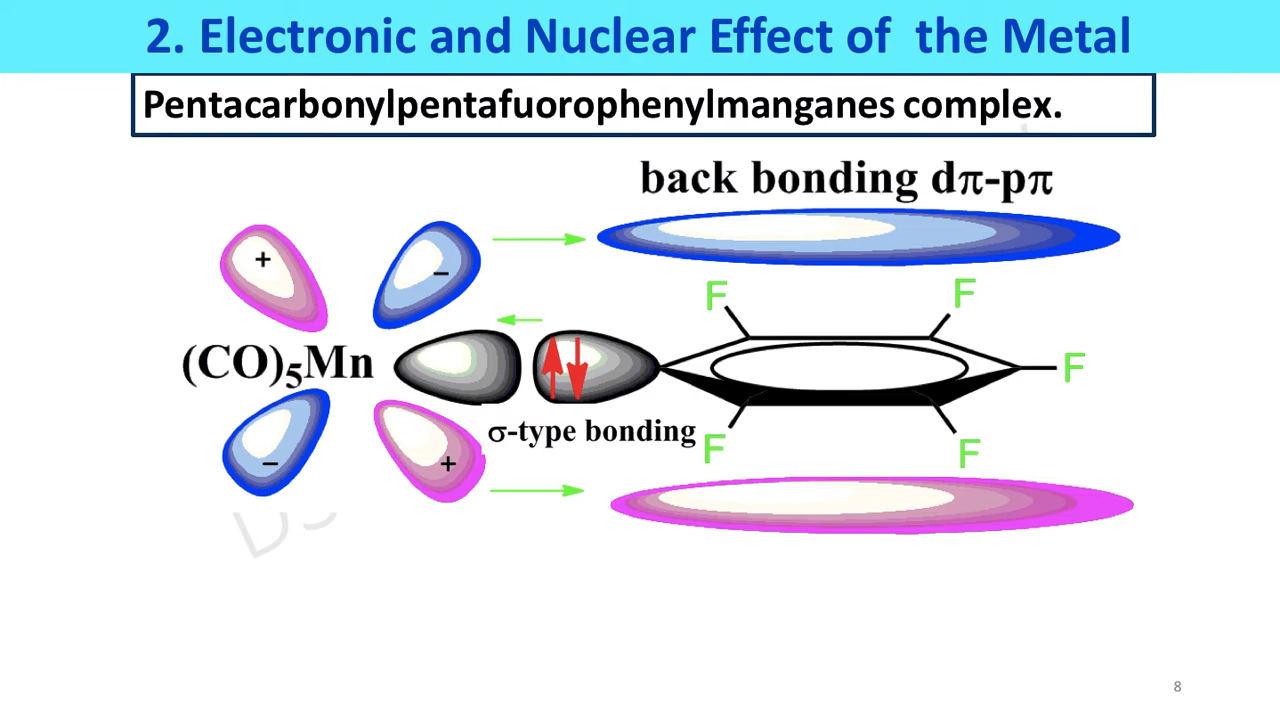 2. Electronic and Nuclear Effect of the Metal
Pentacarbonylpentafuorophenylmanganes complex.
back bonding dπ-pπ
+
−
F
F
(CO)₅Mn
F
σ-type bonding
F
F
−
+
8